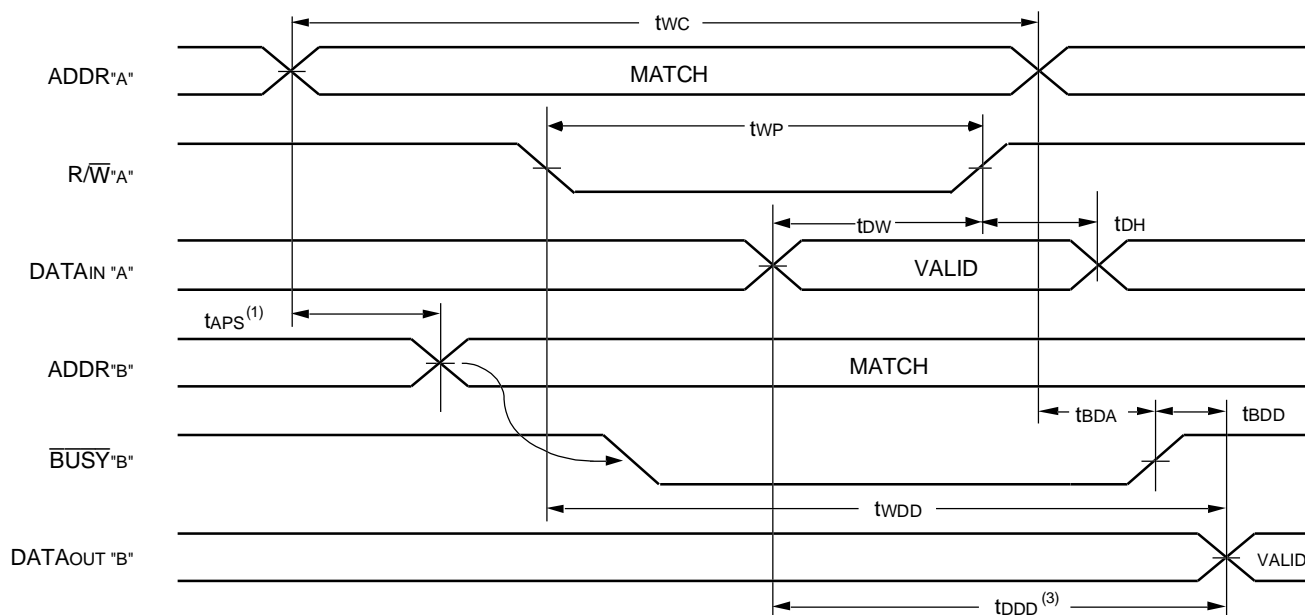 tWC
ADDR"A" MATCH
tWP
R/W̅"A"
tDW tDH
DATAIN "A" VALID
tAPS(1)
ADDR"B" MATCH
tBDA tBDD
B̅U̅S̅Y̅"B"
tWDD
DATAOUT "B" VALID
tDDD(3)